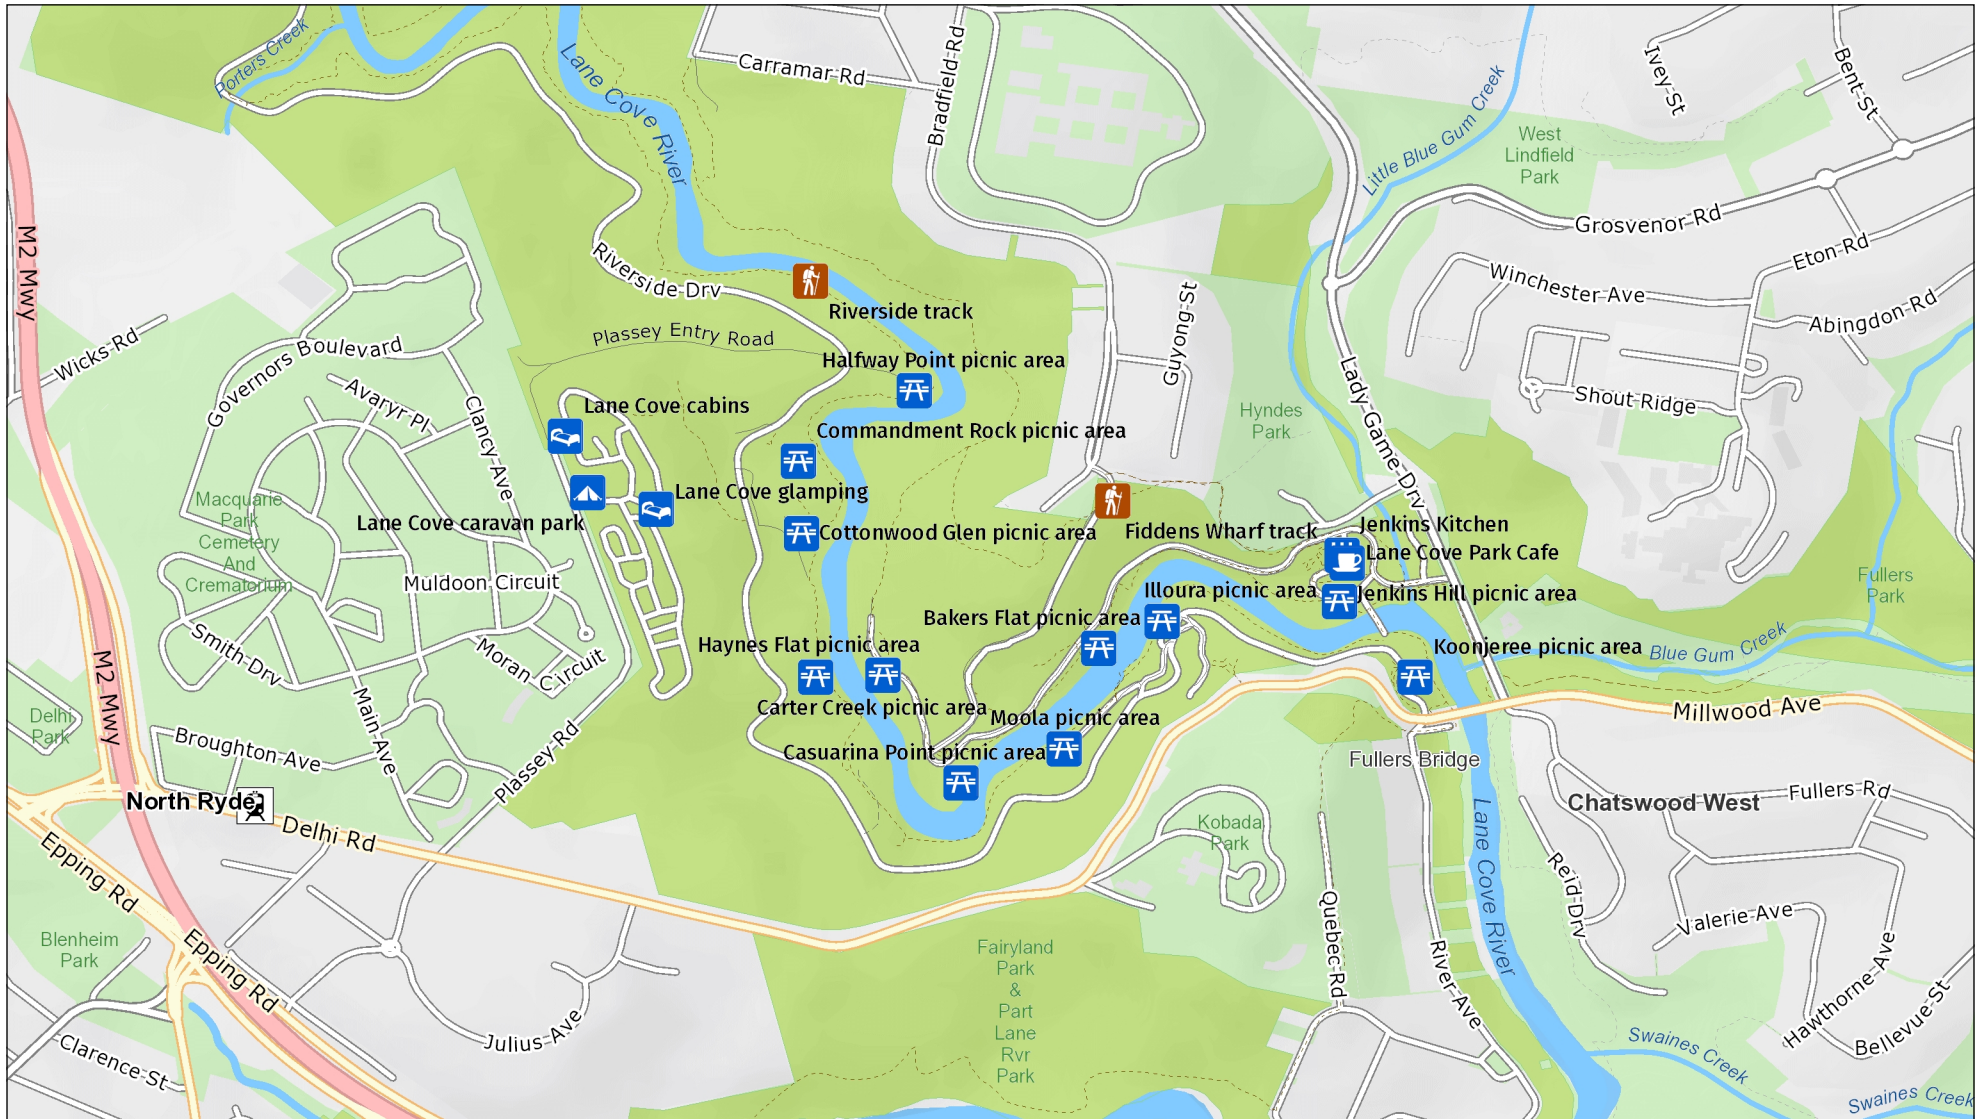 Porters Creek
Lane Cove River
Carramar Rd
Bradfield Rd
Ivey St
Bent St
Little Blue Gum Creek
West
Lindfield
Park
Grosvenor Rd
Eton Rd
Winchester Ave
Abingdon Rd
M2 Mwy
Wicks Rd
Riverside Drv
Riverside track
Plassey Entry Road
Guyong St
Governors Boulevard
Halfway Point picnic area
Lady Game Drv
Shout Ridge
Avaryr Pl
Clancy Ave
Lane Cove cabins
Commandment Rock picnic area
Hyndes
Park
Macquarie
Park
Cemetery
And
Crematorium
Lane Cove glamping
Lane Cove caravan park
Cottonwood Glen picnic area
Fiddens Wharf track
Jenkins Kitchen
Lane Cove Park Cafe
Muldoon Circuit
Illoura picnic area
Jenkins Hill picnic area
Fullers
Park
Bakers Flat picnic area
Haynes Flat picnic area
Koonjeree picnic area
Blue Gum Creek
Smith Drv
Moran Circuit
Main Ave
M2 Mwy
Carter Creek picnic area
Moola picnic area
Millwood Ave
Delhi
Park
Broughton Ave
Plassey Rd
Casuarina Point picnic area
Fullers Bridge
North Ryde
Delhi Rd
Chatswood West
Fullers Rd
Kobada
Park
Epping Rd
Lane Cove River
Reid Drv
Quebec Rd
Valerie Ave
Blenheim
Park
Epping Rd
Fairyland
Park
&
Part
Lane
Rvr
Park
River Ave
Hawthorne Ave
Bellevue St
Julius Ave
Clarence St
Swaines Creek
Swaines Creek